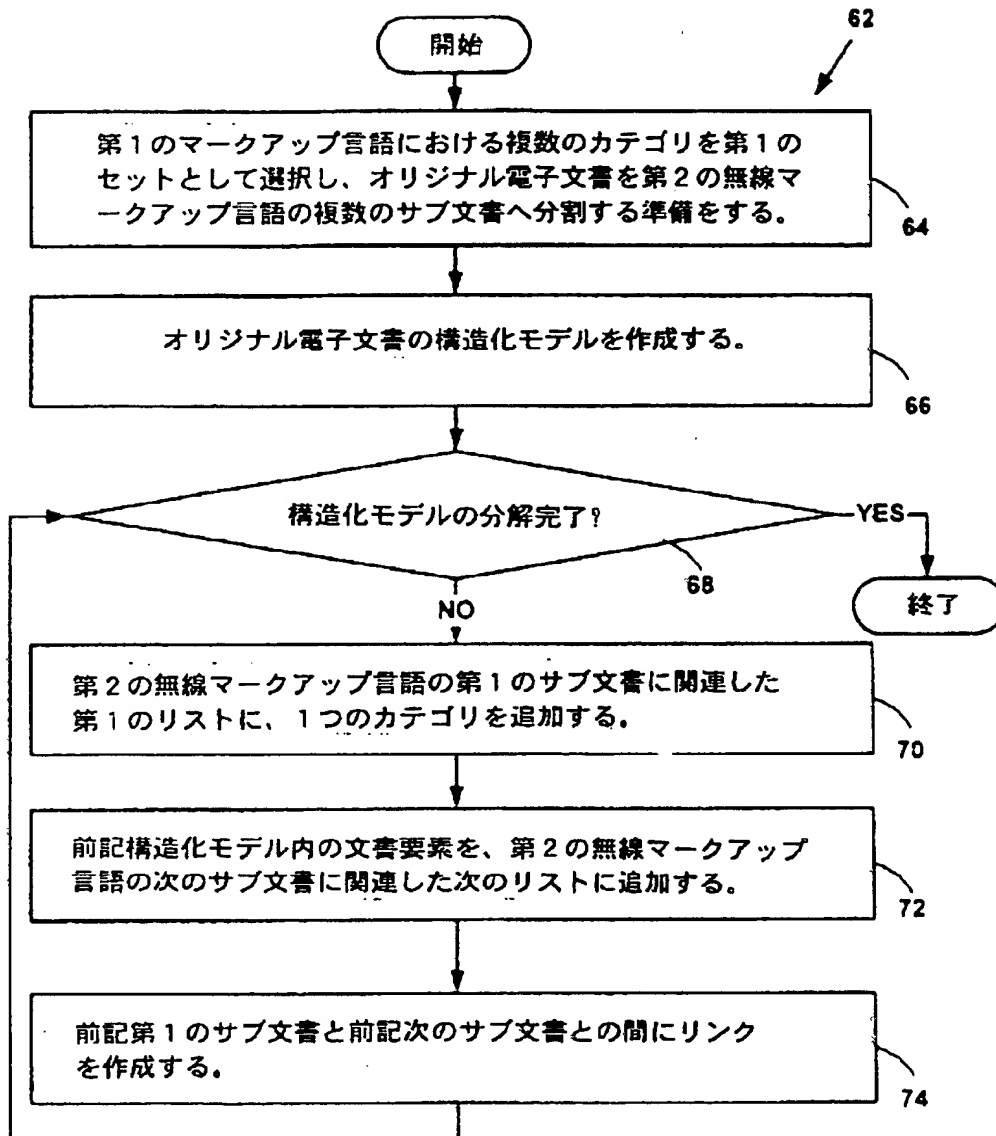 62
開始
第1のマークアップ言語における複数のカテゴリを第1の
セットとして選択し、オリジナル電子文書を第2の無線マ
ークアップ言語の複数のサブ文書へ分割する準備をする。
64
オリジナル電子文書の構造化モデルを作成する。
66
構造化モデルの分解完了?
YES
68
NO
終了
第2の無線マークアップ言語の第1のサブ文書に関連した
第1のリストに、1つのカテゴリを追加する。
70
前記構造化モデル内の文書要素を、第2の無線マークアップ
言語の次のサブ文書に関連した次のリストに追加する。
72
前記第1のサブ文書と前記次のサブ文書との間にリンク
を作成する。
74